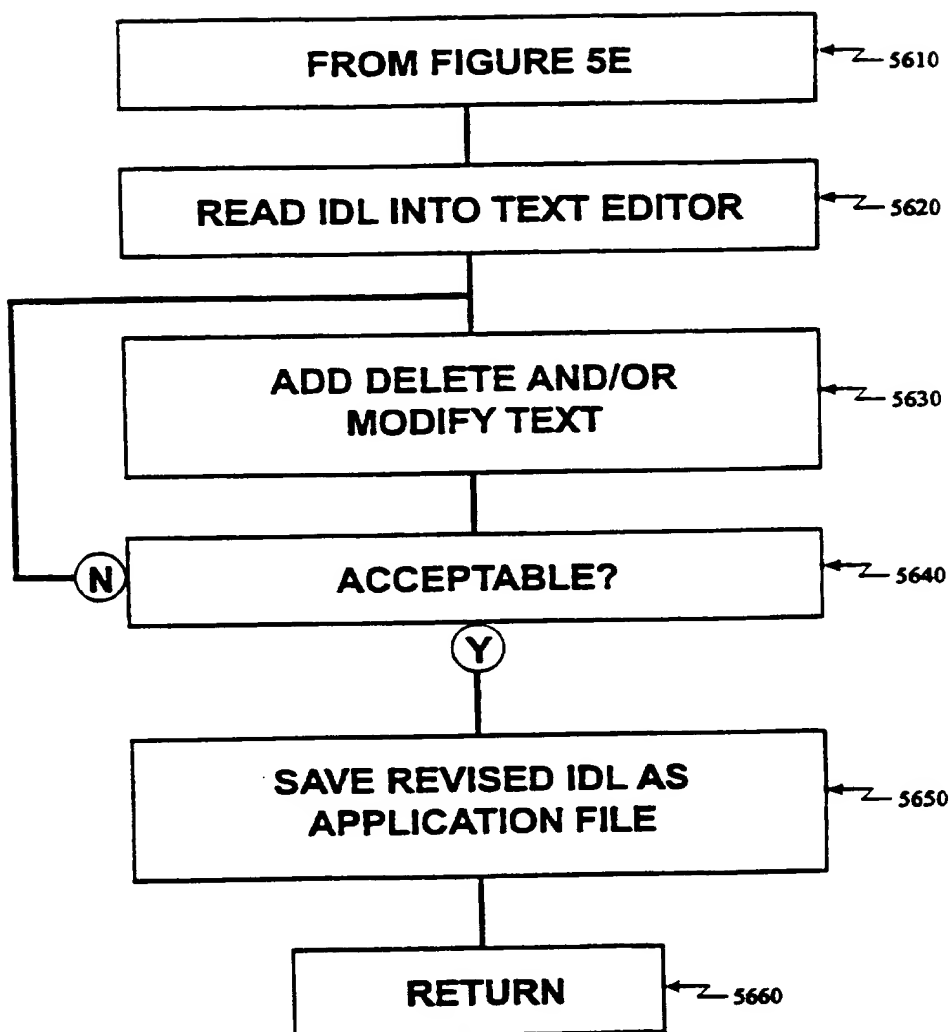 FROM FIGURE 5E
5610
READ IDL INTO TEXT EDITOR
5620
ADD DELETE AND/OR
MODIFY TEXT
5630
N
ACCEPTABLE?
5640
Y
SAVE REVISED IDL AS
APPLICATION FILE
5650
RETURN
5660